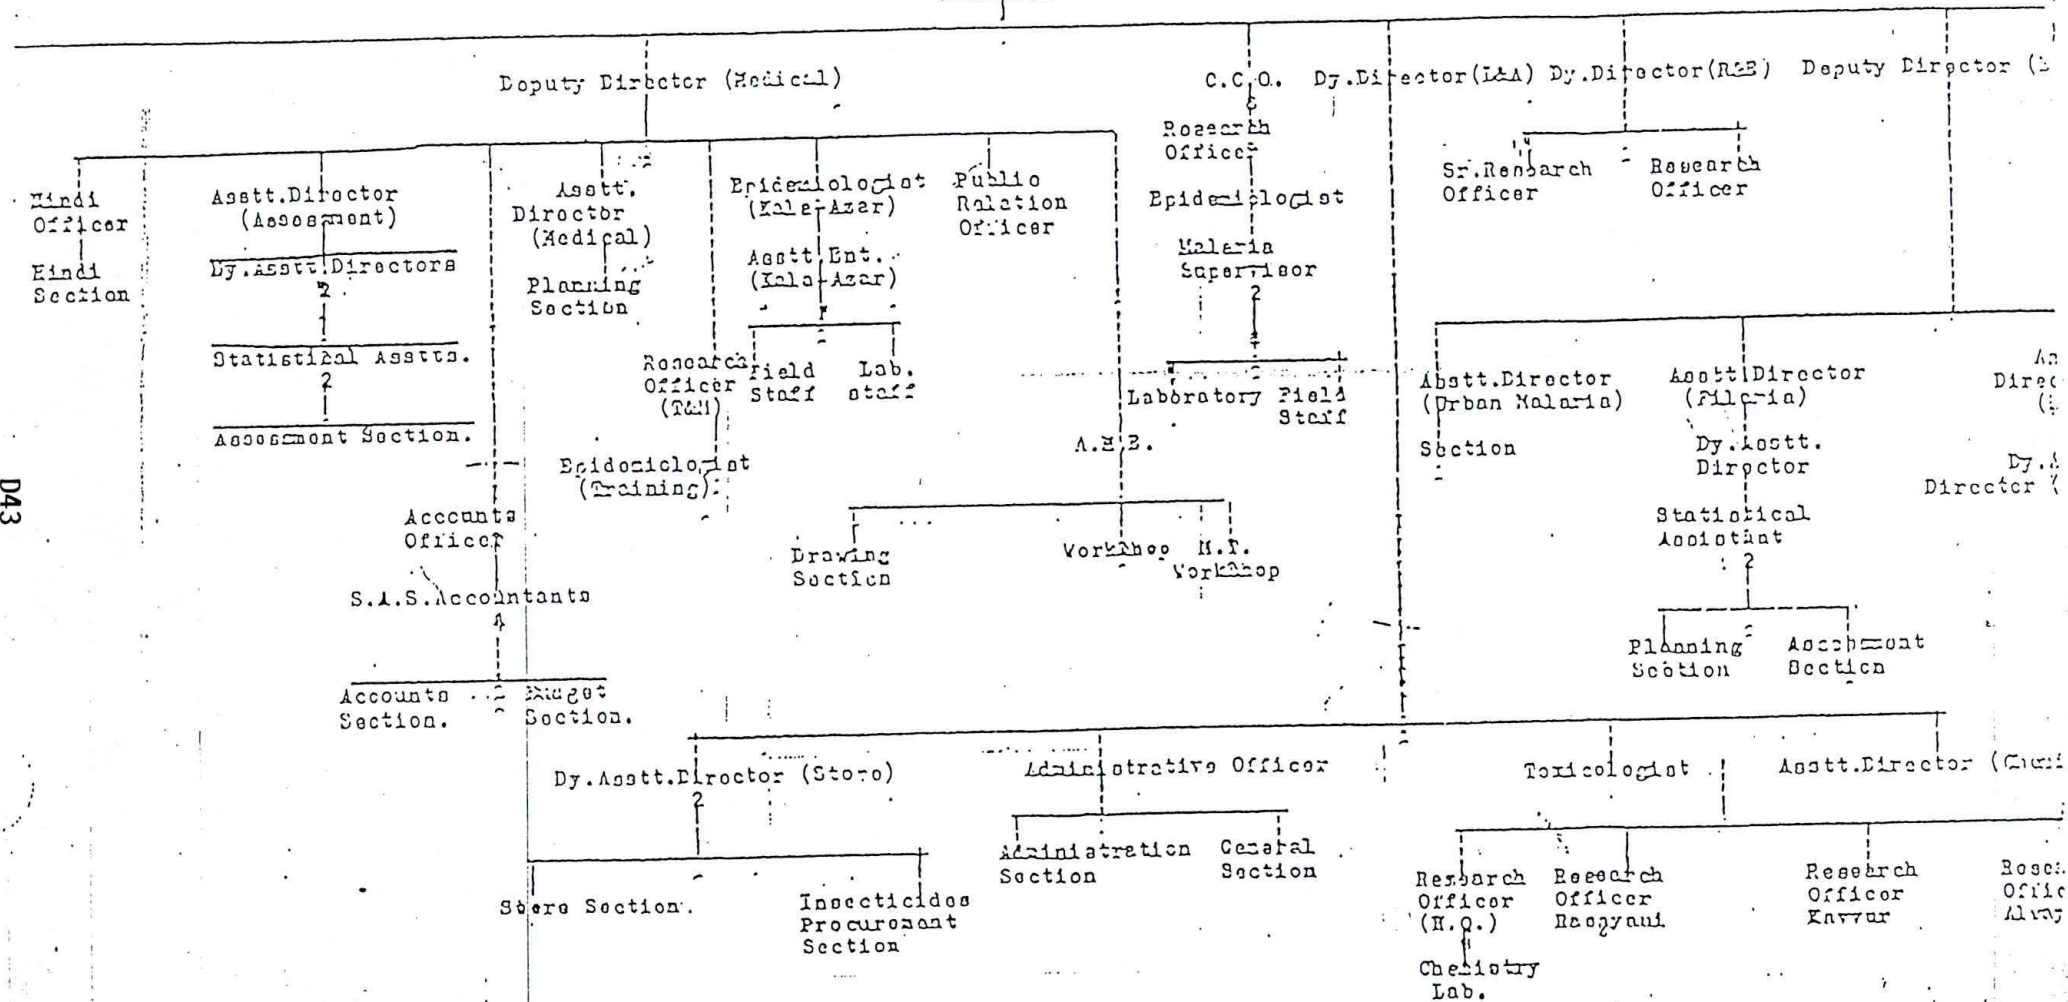 Deputy Director (Medical)
C.C.O.
Dy.Director(L&A)
Dy.Director(R&E)
Deputy Director (
Hindi
Officer
Hindi
Section
Asstt.Director
(Assesment)
Dy.Asstt.Directors
2
Statistical Asstts.
2
Assesment Section.
Asstt.
Director
(Medical)
Planning
Section
Epidemiologist
(Kala-Azar)
Asstt.Ent.
(Kala-Azar)
Field
Staff
Lab.
staff
Public
Relation
Officer
Research
Officer
(T&M)
Epidemiologist
(Training)
Accounts
Officer
S.A.S.Accountants
4
Accounts
Section.
Budget
Section.
A.E.E.
Drawing
Section
Workshop
M.T.
Workshop
Research
Officer
Epidemiologist
Malaria
Supervisor
2
Laboratory
Field
Staff
Sr.Research
Officer
Research
Officer
Asstt.Director
(Urban Malaria)
Section
Asstt.Director
(Filaria)
Dy.Asstt.
Director
Statistical
Assistant
2
Planning
Section
Assesment
Section
Direc
Dy.
Director (
Dy.Asstt.Director (Store)
2
Store Section.
Insecticides
Procurement
Section
Administrative Officer
Administration
Section
General
Section
Toxicologist
Asstt.Director (
Research
Officer
(H.Q.)
Chemistry
Lab.
Research
Officer
Research
Officer
D43